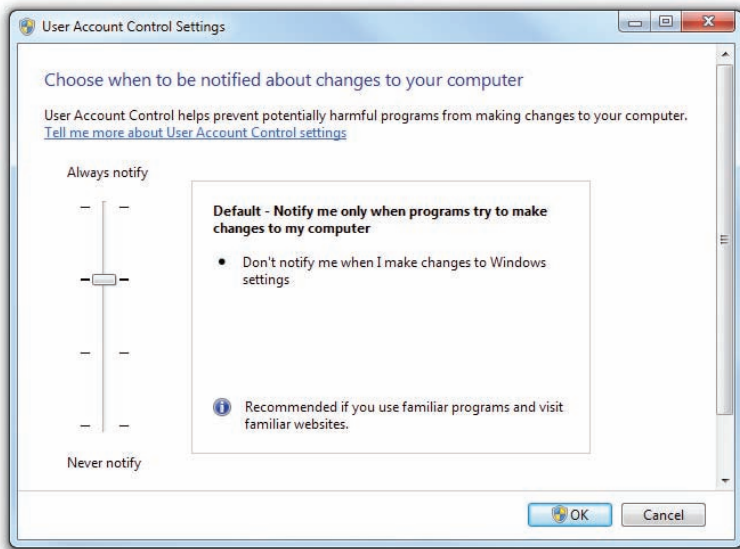 User Account Control Settings
Choose when to be notified about changes to your computer
User Account Control helps prevent potentially harmful programs from making changes to your computer.
Tell me more about User Account Control settings
Always notify
Default - Notify me only when programs try to make
changes to my computer
• Don't notify me when I make changes to Windows
settings
Recommended if you use familiar programs and visit
familiar websites.
Never notify
OK
Cancel